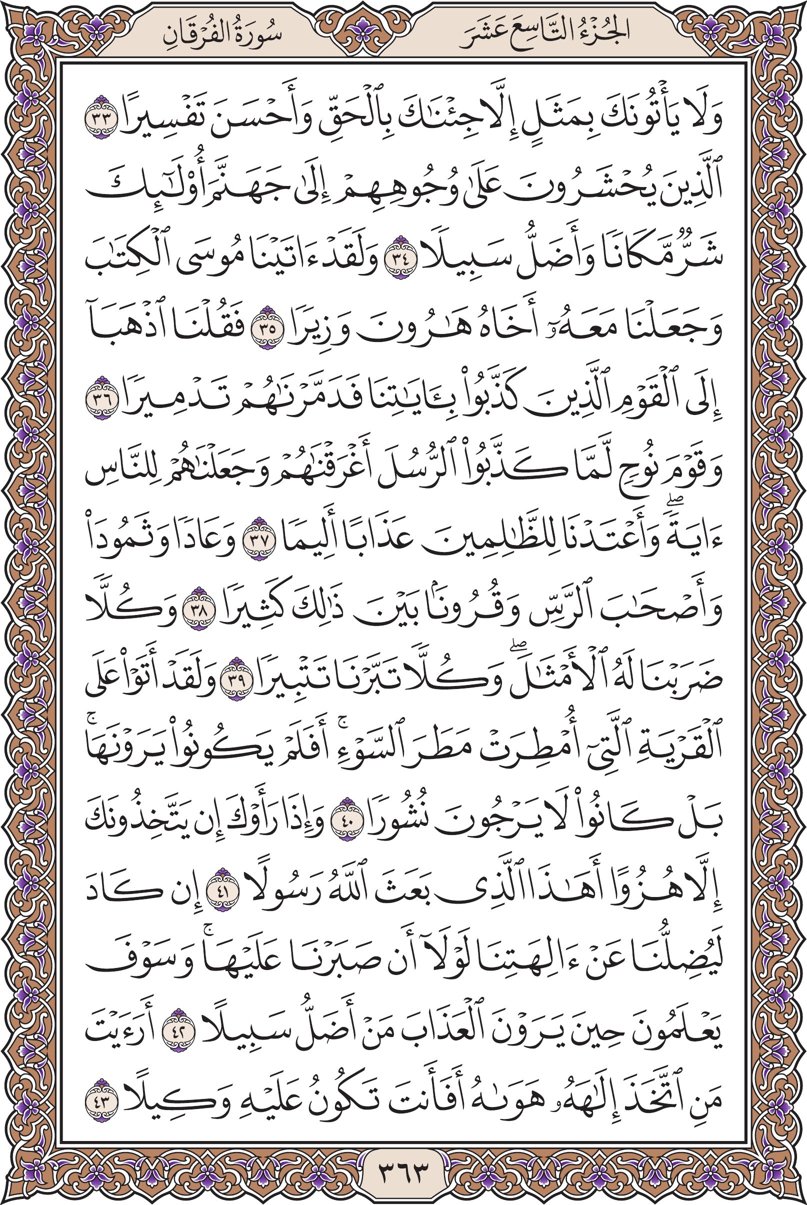 الجُزْءُ التَّاسِعَ عَشَرَ
سُورَةُ الفُرْقَانِ
وَلَا يَأْتُونَكَ بِمَثَلٍ إِلَّا جِئْنَٰكَ بِٱلْحَقِّ وَأَحْسَنَ تَفْسِيرًا ٣٣
ٱلَّذِينَ يُحْشَرُونَ عَلَىٰ وُجُوهِهِمْ إِلَىٰ جَهَنَّمَ أُوْلَٰٓئِكَ
شَرٌّ مَّكَانًا وَأَضَلُّ سَبِيلًا ٣٤ وَلَقَدْ ءَاتَيْنَا مُوسَى ٱلْكِتَٰبَ
وَجَعَلْنَا مَعَهُۥٓ أَخَاهُ هَٰرُونَ وَزِيرًا ٣٥ فَقُلْنَا ٱذْهَبَآ
إِلَى ٱلْقَوْمِ ٱلَّذِينَ كَذَّبُواْ بِـَٔايَٰتِنَا فَدَمَّرْنَٰهُمْ تَدْمِيرًا ٣٦
وَقَوْمَ نُوحٍ لَّمَّا كَذَّبُواْ ٱلرُّسُلَ أَغْرَقْنَٰهُمْ وَجَعَلْنَٰهُمْ لِلنَّاسِ
ءَايَةًۖ وَأَعْتَدْنَا لِلظَّٰلِمِينَ عَذَابًا أَلِيمًا ٣٧ وَعَادًا وَثَمُودَاْ
وَأَصْحَٰبَ ٱلرَّسِّ وَقُرُونًۢا بَيْنَ ذَٰلِكَ كَثِيرًا ٣٨ وَكُلًّا
ضَرَبْنَا لَهُ ٱلْأَمْثَٰلَۖ وَكُلًّا تَبَّرْنَا تَتْبِيرًا ٣٩ وَلَقَدْ أَتَوْاْ عَلَى
ٱلْقَرْيَةِ ٱلَّتِيٓ أُمْطِرَتْ مَطَرَ ٱلسَّوْءِۚ أَفَلَمْ يَكُونُواْ يَرَوْنَهَاۚ
بَلْ كَانُواْ لَا يَرْجُونَ نُشُورًا ٤٠ وَإِذَا رَأَوْكَ إِن يَتَّخِذُونَكَ
إِلَّا هُزُوًا أَهَٰذَا ٱلَّذِي بَعَثَ ٱللَّهُ رَسُولًا ٤١ إِن كَادَ
لَيُضِلُّنَا عَنْ ءَالِهَتِنَا لَوْلَآ أَن صَبَرْنَا عَلَيْهَاۚ وَسَوْفَ
يَعْلَمُونَ حِينَ يَرَوْنَ ٱلْعَذَابَ مَنْ أَضَلُّ سَبِيلًا ٤٢ أَرَءَيْتَ
مَنِ ٱتَّخَذَ إِلَٰهَهُۥ هَوَىٰهُ أَفَأَنتَ تَكُونُ عَلَيْهِ وَكِيلًا ٤٣
٣٦٣